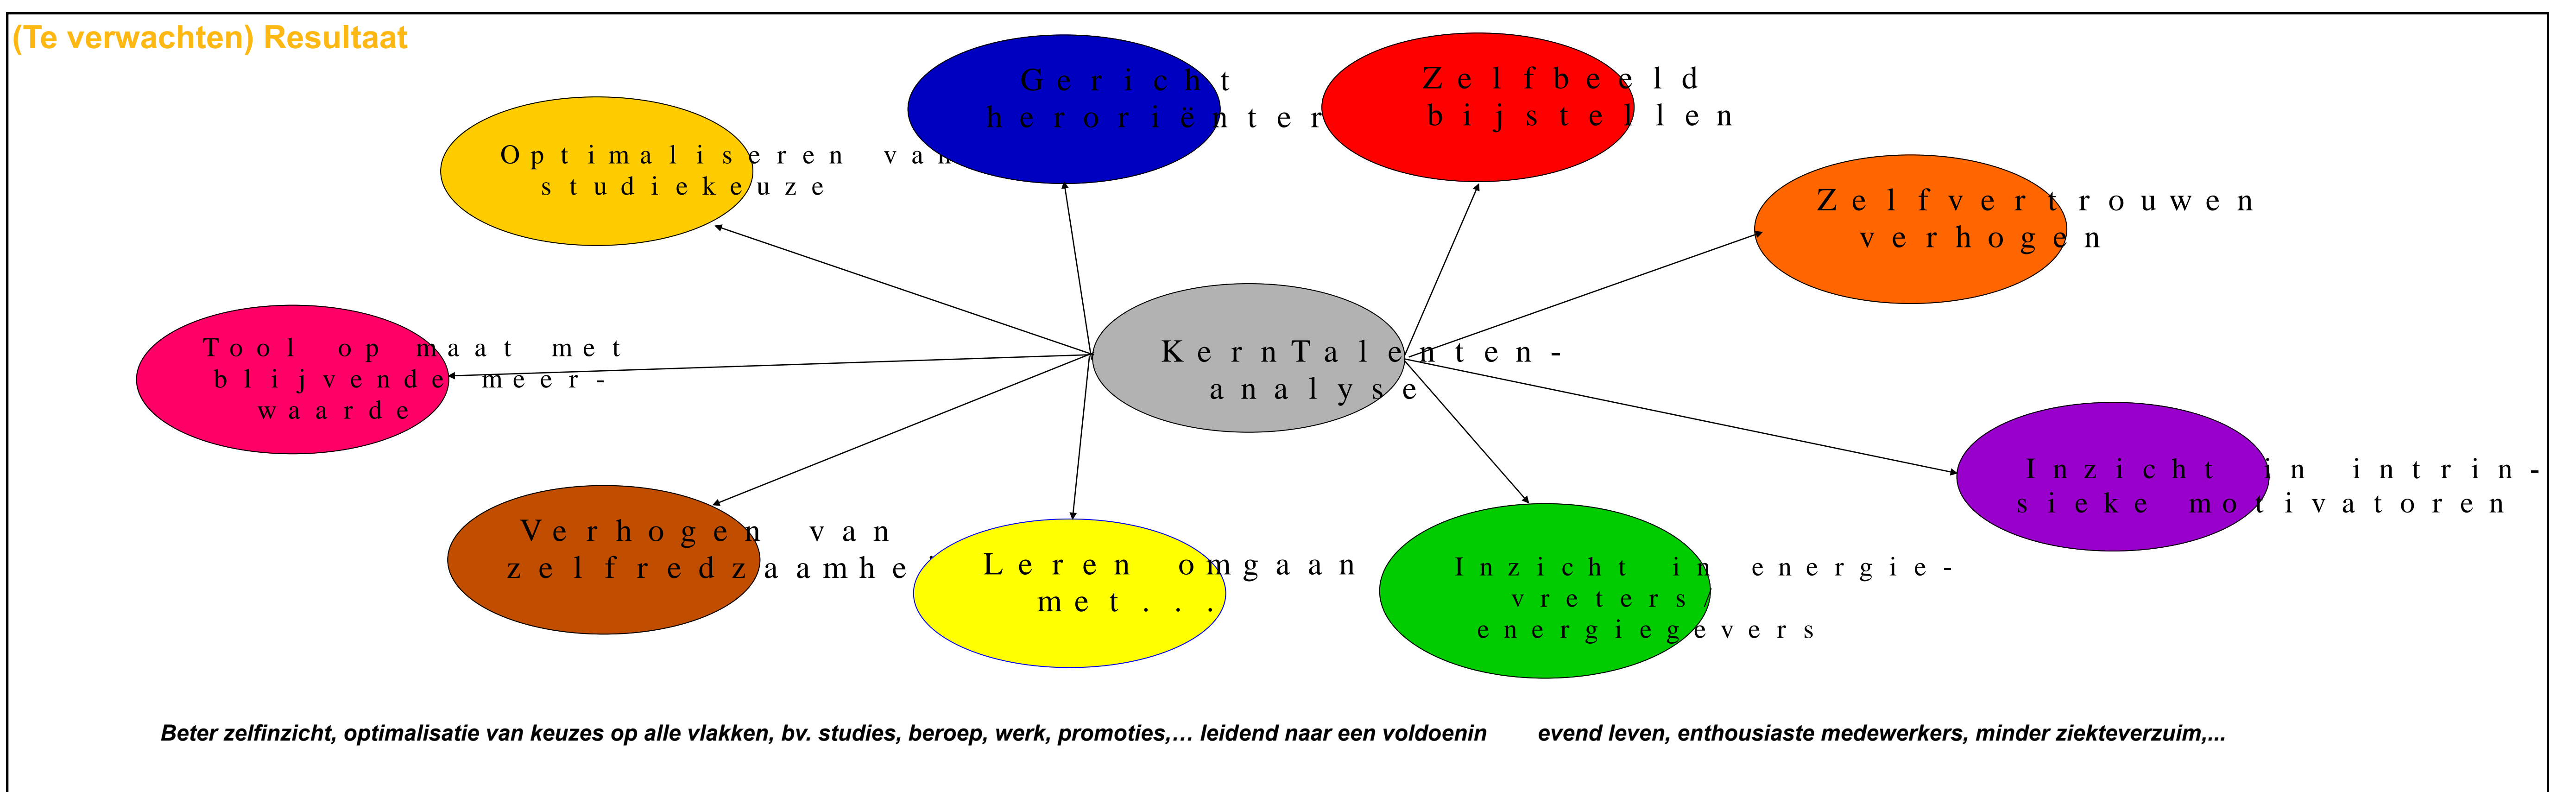 (Te verwachten) Resultaat
Gericht
heroriënter
Zelfbeeld
bijstellen
Optimaliseren van
studiekeuze
Zelfvertrouwen
verhogen
Tool op maat met
blijvende meer-
waarde
KernTalenten-
analyse
Inzicht in intrin-
sieke motivatoren
Verhogen van
zelfredzaamhe
Leren omgaan
met...
Inzicht in energie-
vreters/
energiegevers
Beter zelfinzicht, optimalisatie van keuzes op alle vlakken, bv. studies, beroep, werk, promoties,… leidend naar een voldoenin evend leven, enthousiaste medewerkers, minder ziekteverzuim,...